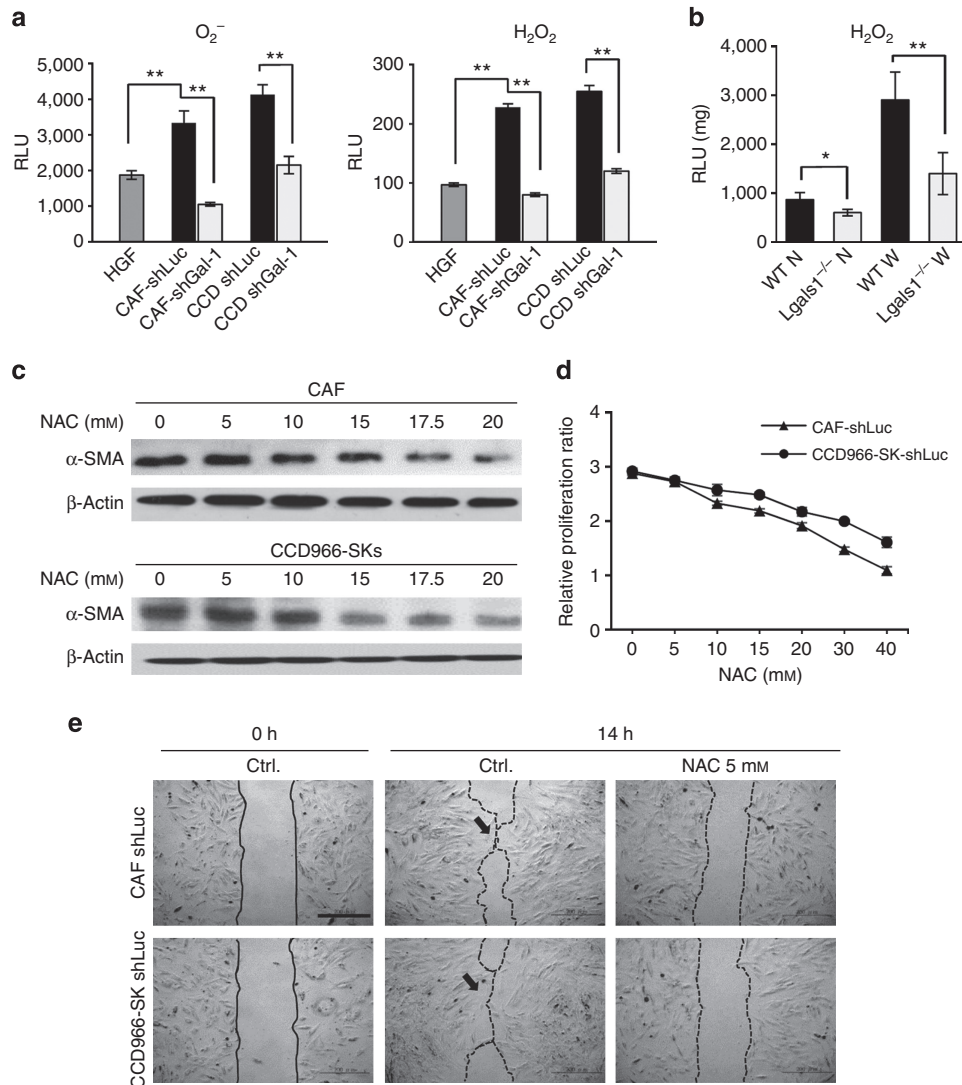 a
O₂⁻
5,000
4,000
3,000
2,000
1,000
0
RLU
**
**
**
HGF
CAF-shLuc
CAF-shGal-1
CCD shLuc
CCD shGal-1
H₂O₂
300
200
100
0
RLU
**
**
**
HGF
CAF-shLuc
CAF-shGal-1
CCD shLuc
CCD shGal-1
b
H₂O₂
4,000
3,000
2,000
1,000
0
RLU (mg)
*
**
WT N
Lgals1⁻/⁻ N
WT W
Lgals1⁻/⁻ W
c
CAF
NAC (mM) 0 5 10 15 17.5 20
α-SMA
β-Actin
CCD966-SKs
NAC (mM) 0 5 10 15 17.5 20
α-SMA
β-Actin
d
4
3
2
1
0
Relative proliferation ratio
CAF-shLuc
CCD966-SK-shLuc
0 5 10 15 20 30 40
NAC (mM)
e
0 h
14 h
Ctrl.
Ctrl.
NAC 5 mM
CAF shLuc
CCD966-SK shLuc